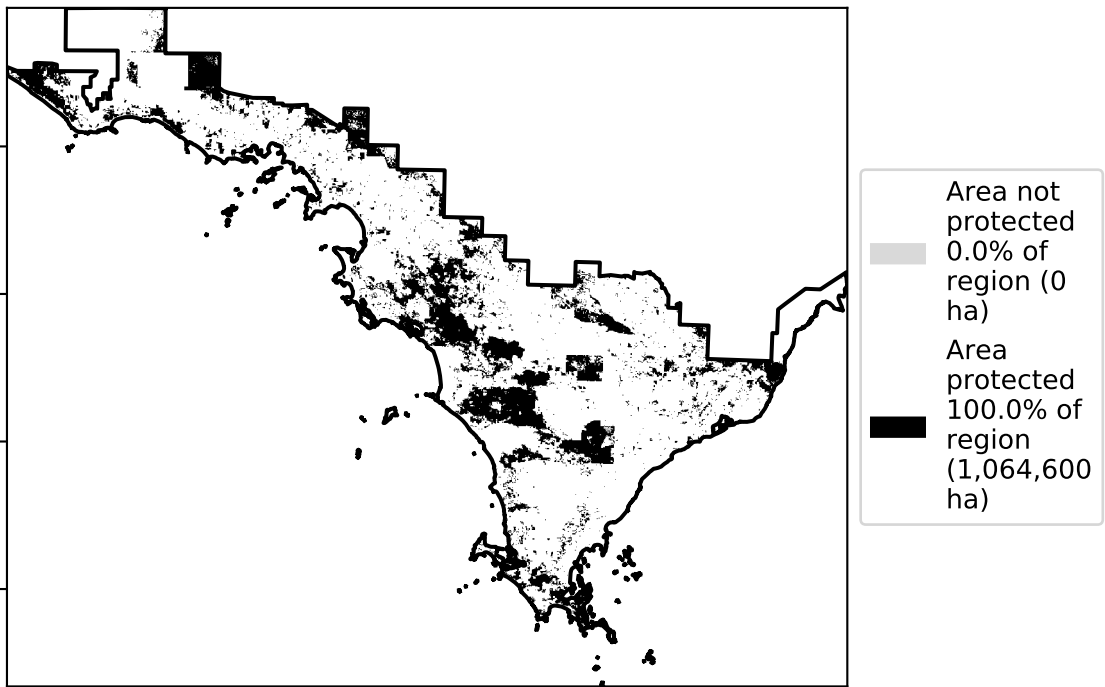 Area not
protected
0.0% of
region (0
ha)
Area
protected
100.0% of
region
(1,064,600
ha)